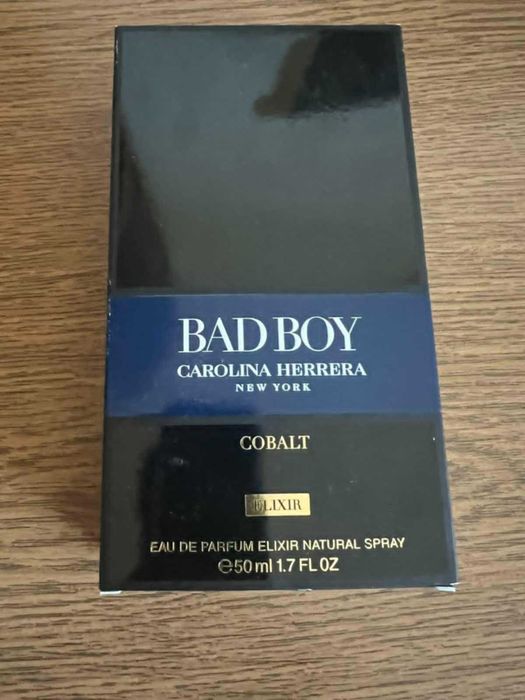 BAD BOY
CAROLINA HERRERA
NEW YORK
COBALT
ELIXIR
EAU DE PARFUM ELIXIR NATURAL SPRAY
℮50 ml 1.7 FL OZ